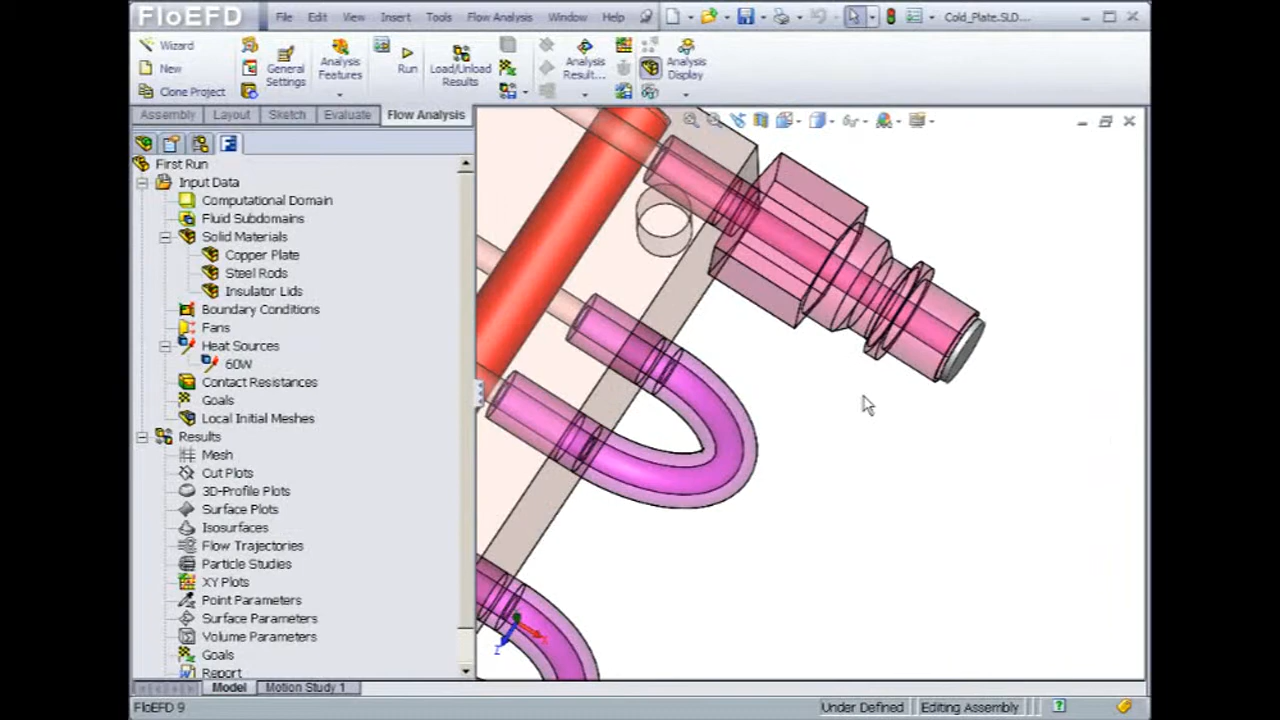 FloEFD
File Edit View Insert Tools Flow Analysis Window Help
Cold_Plate.SLD...
Wizard
New
Clone Project
General Settings
Analysis Features
Run
Load/Unload Results
Analysis Result...
Analysis Display
Assembly Layout Sketch Evaluate Flow Analysis
First Run
Input Data
Computational Domain
Fluid Subdomains
Solid Materials
Copper Plate
Steel Rods
Insulator Lids
Boundary Conditions
Fans
Heat Sources
60W
Contact Resistances
Goals
Local Initial Meshes
Results
Mesh
Cut Plots
3D-Profile Plots
Surface Plots
Isosurfaces
Flow Trajectories
Particle Studies
XY Plots
Point Parameters
Surface Parameters
Volume Parameters
Goals
Report
Z
Model Motion Study 1
FloEFD 9
Under Defined Editing Assembly